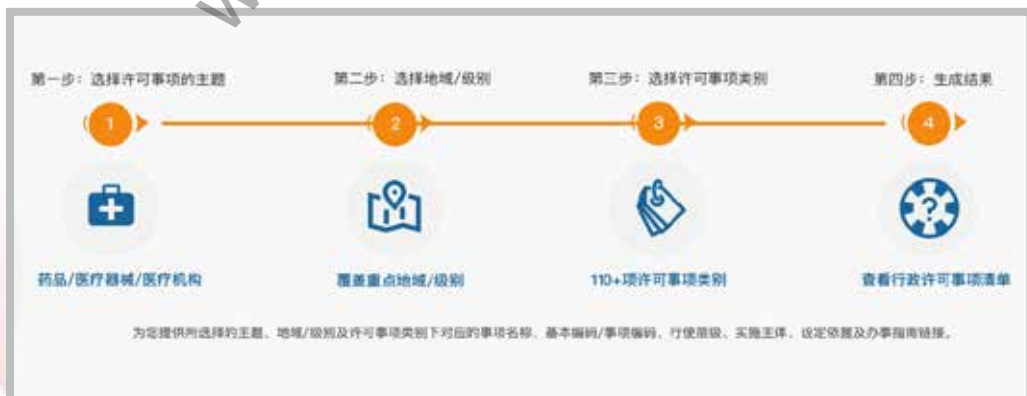 第一步：选择许可事项的主题
第二步：选择地域/级别
第三步：选择许可事项类别
第四步：生成结果
1
2
3
4
药品/医疗器械/医疗机构
覆盖重点地域/级别
110+项许可事项类别
查看行政许可事项清单
为您提供所选择的主题、地域/级别及许可事项类别下对应的事项名称、基本编码/事项编码、行使层级、实施主体、设定依据及办事指南链接。